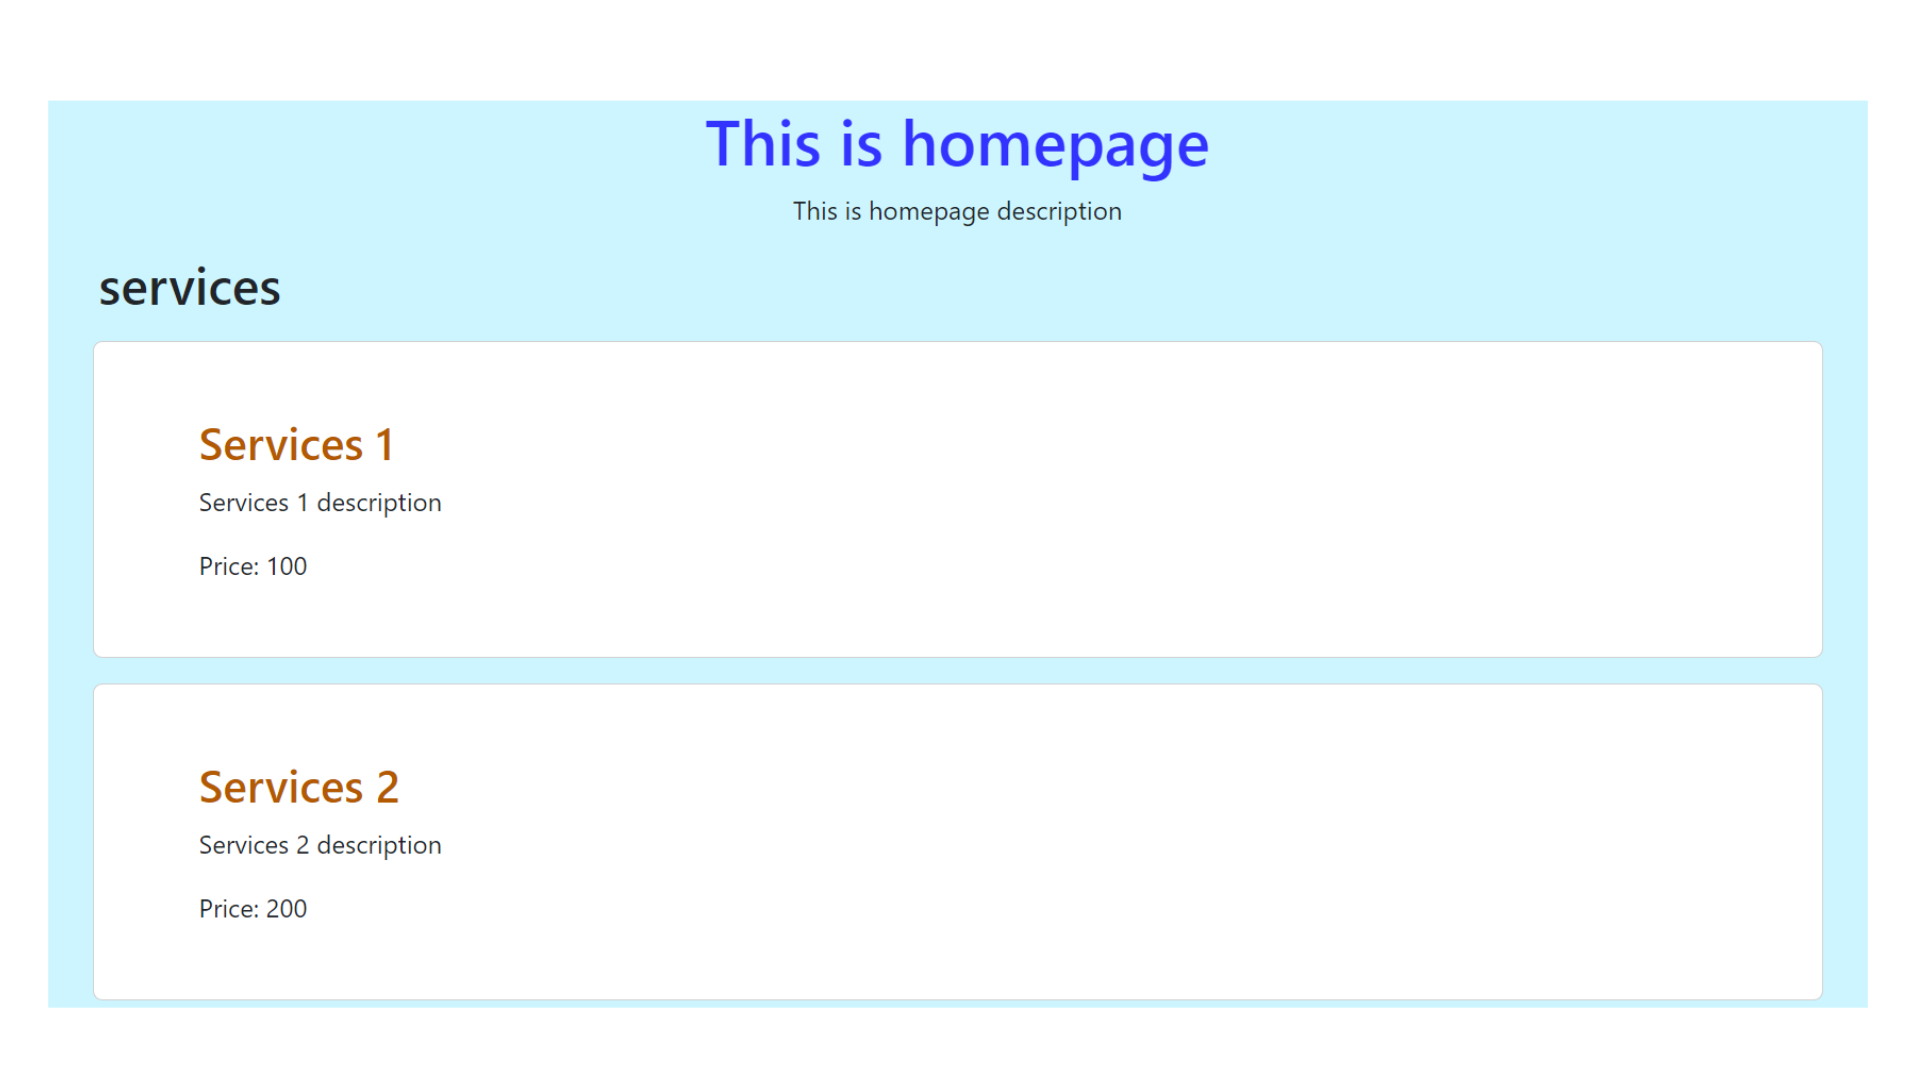 This is homepage
This is homepage description
services
Services 1
Services 1 description
Price: 100
Services 2
Services 2 description
Price: 200